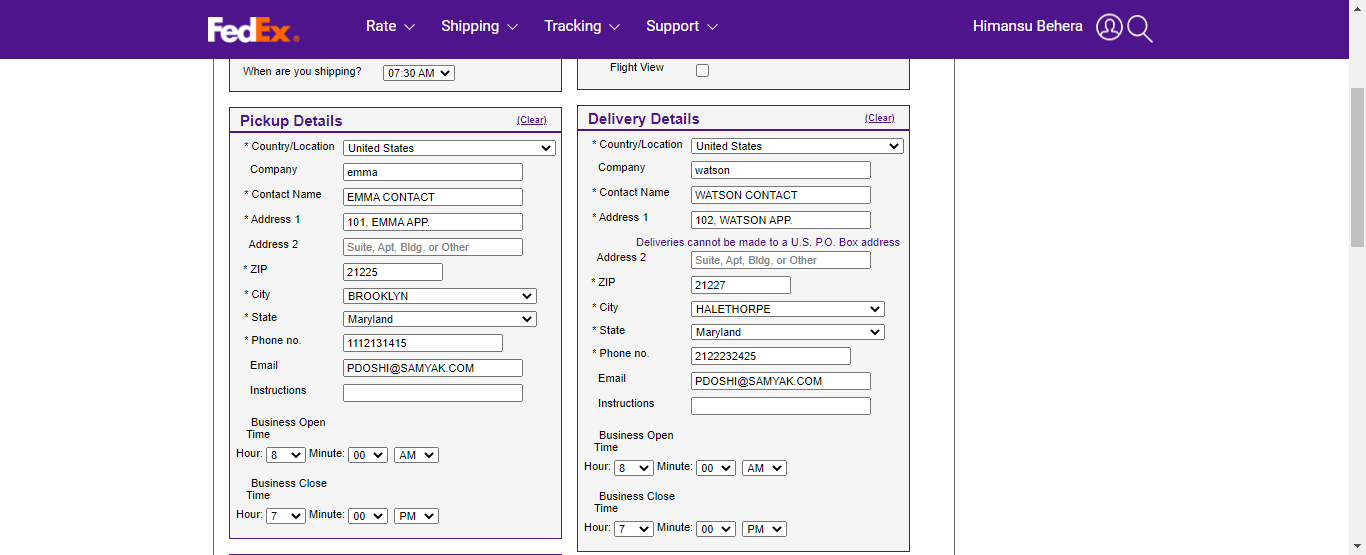 FedEx®
Rate
Shipping
Tracking
Support
Himansu Behera
When are you shipping? 07:30 AM
Flight View
Pickup Details (Clear)
* Country/Location United States
Company emma
* Contact Name EMMA CONTACT
* Address 1 101, EMMA APP.
Address 2 Suite, Apt, Bldg, or Other
* ZIP 21225
* City BROOKLYN
* State Maryland
* Phone no. 1112131415
Email PDOSHI@SAMYAK.COM
Instructions
Business Open
Time
Hour: 8 Minute: 00 AM
Business Close
Time
Hour: 7 Minute: 00 PM
Delivery Details (Clear)
* Country/Location United States
Company watson
* Contact Name WATSON CONTACT
* Address 1 102, WATSON APP.
Deliveries cannot be made to a U.S. P.O. Box address
Address 2 Suite, Apt, Bldg, or Other
* ZIP 21227
* City HALETHORPE
* State Maryland
* Phone no. 2122232425
Email PDOSHI@SAMYAK.COM
Instructions
Business Open
Time
Hour: 8 Minute: 00 AM
Business Close
Time
Hour: 7 Minute: 00 PM